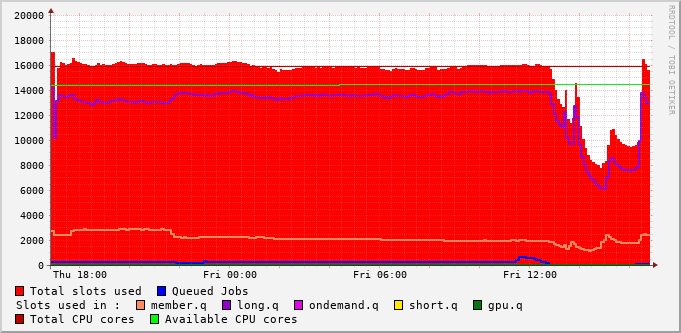 20000
18000
16000
14000
12000
10000
8000
6000
4000
2000
0
Thu 18:00 Fri 00:00 Fri 06:00 Fri 12:00
RRDTOOL / TOBI OETIKER
Total slots used Queued Jobs
Slots used in : member.q long.q ondemand.q short.q gpu.q
Total CPU cores Available CPU cores